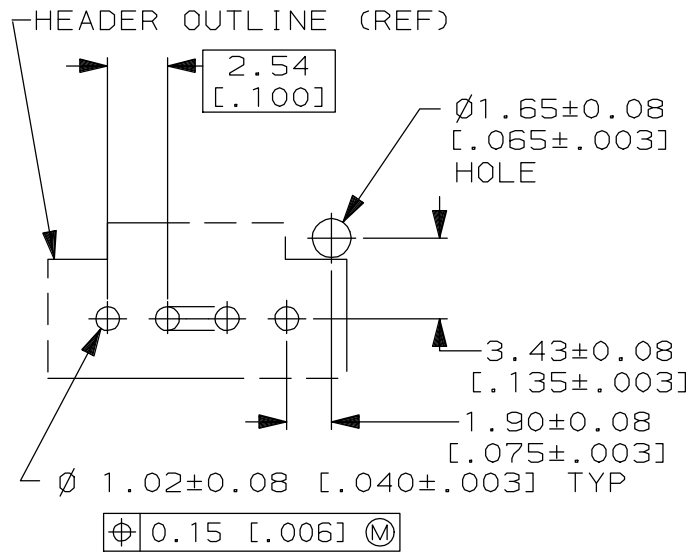 HEADER OUTLINE (REF)
2.54
[.100]
Ø1.65±0.08
[.065±.003]
HOLE
3.43±0.08
[.135±.003]
1.90±0.08
[.075±.003]
Ø 1.02±0.08 [.040±.003] TYP
⌖ 0.15 [.006] Ⓜ